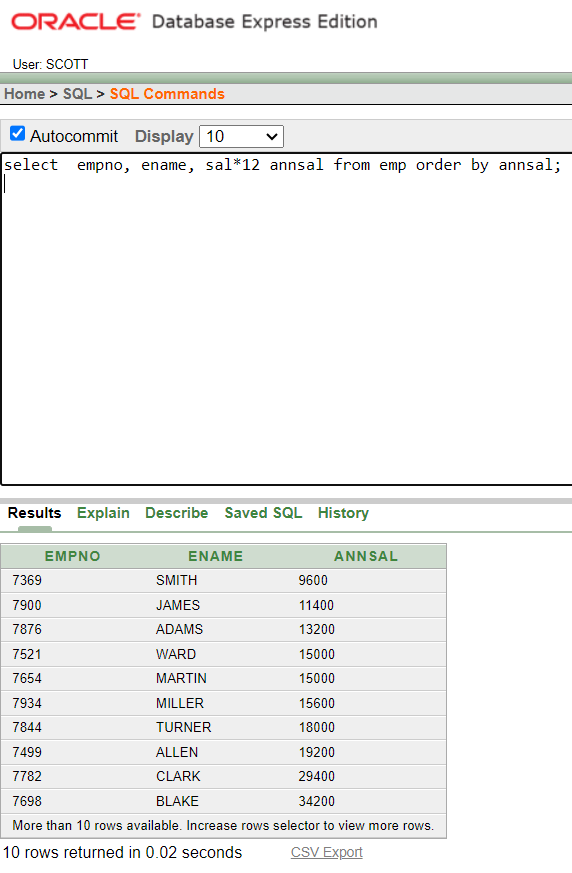 ORACLE® Database Express Edition
User: SCOTT
Home > SQL > SQL Commands
Autocommit Display 10
select  empno, ename, sal*12 annsal from emp order by annsal;
Results Explain Describe Saved SQL History
EMPNO ENAME ANNSAL
7369 SMITH 9600
7900 JAMES 11400
7876 ADAMS 13200
7521 WARD 15000
7654 MARTIN 15000
7934 MILLER 15600
7844 TURNER 18000
7499 ALLEN 19200
7782 CLARK 29400
7698 BLAKE 34200
More than 10 rows available. Increase rows selector to view more rows.
10 rows returned in 0.02 seconds CSV Export